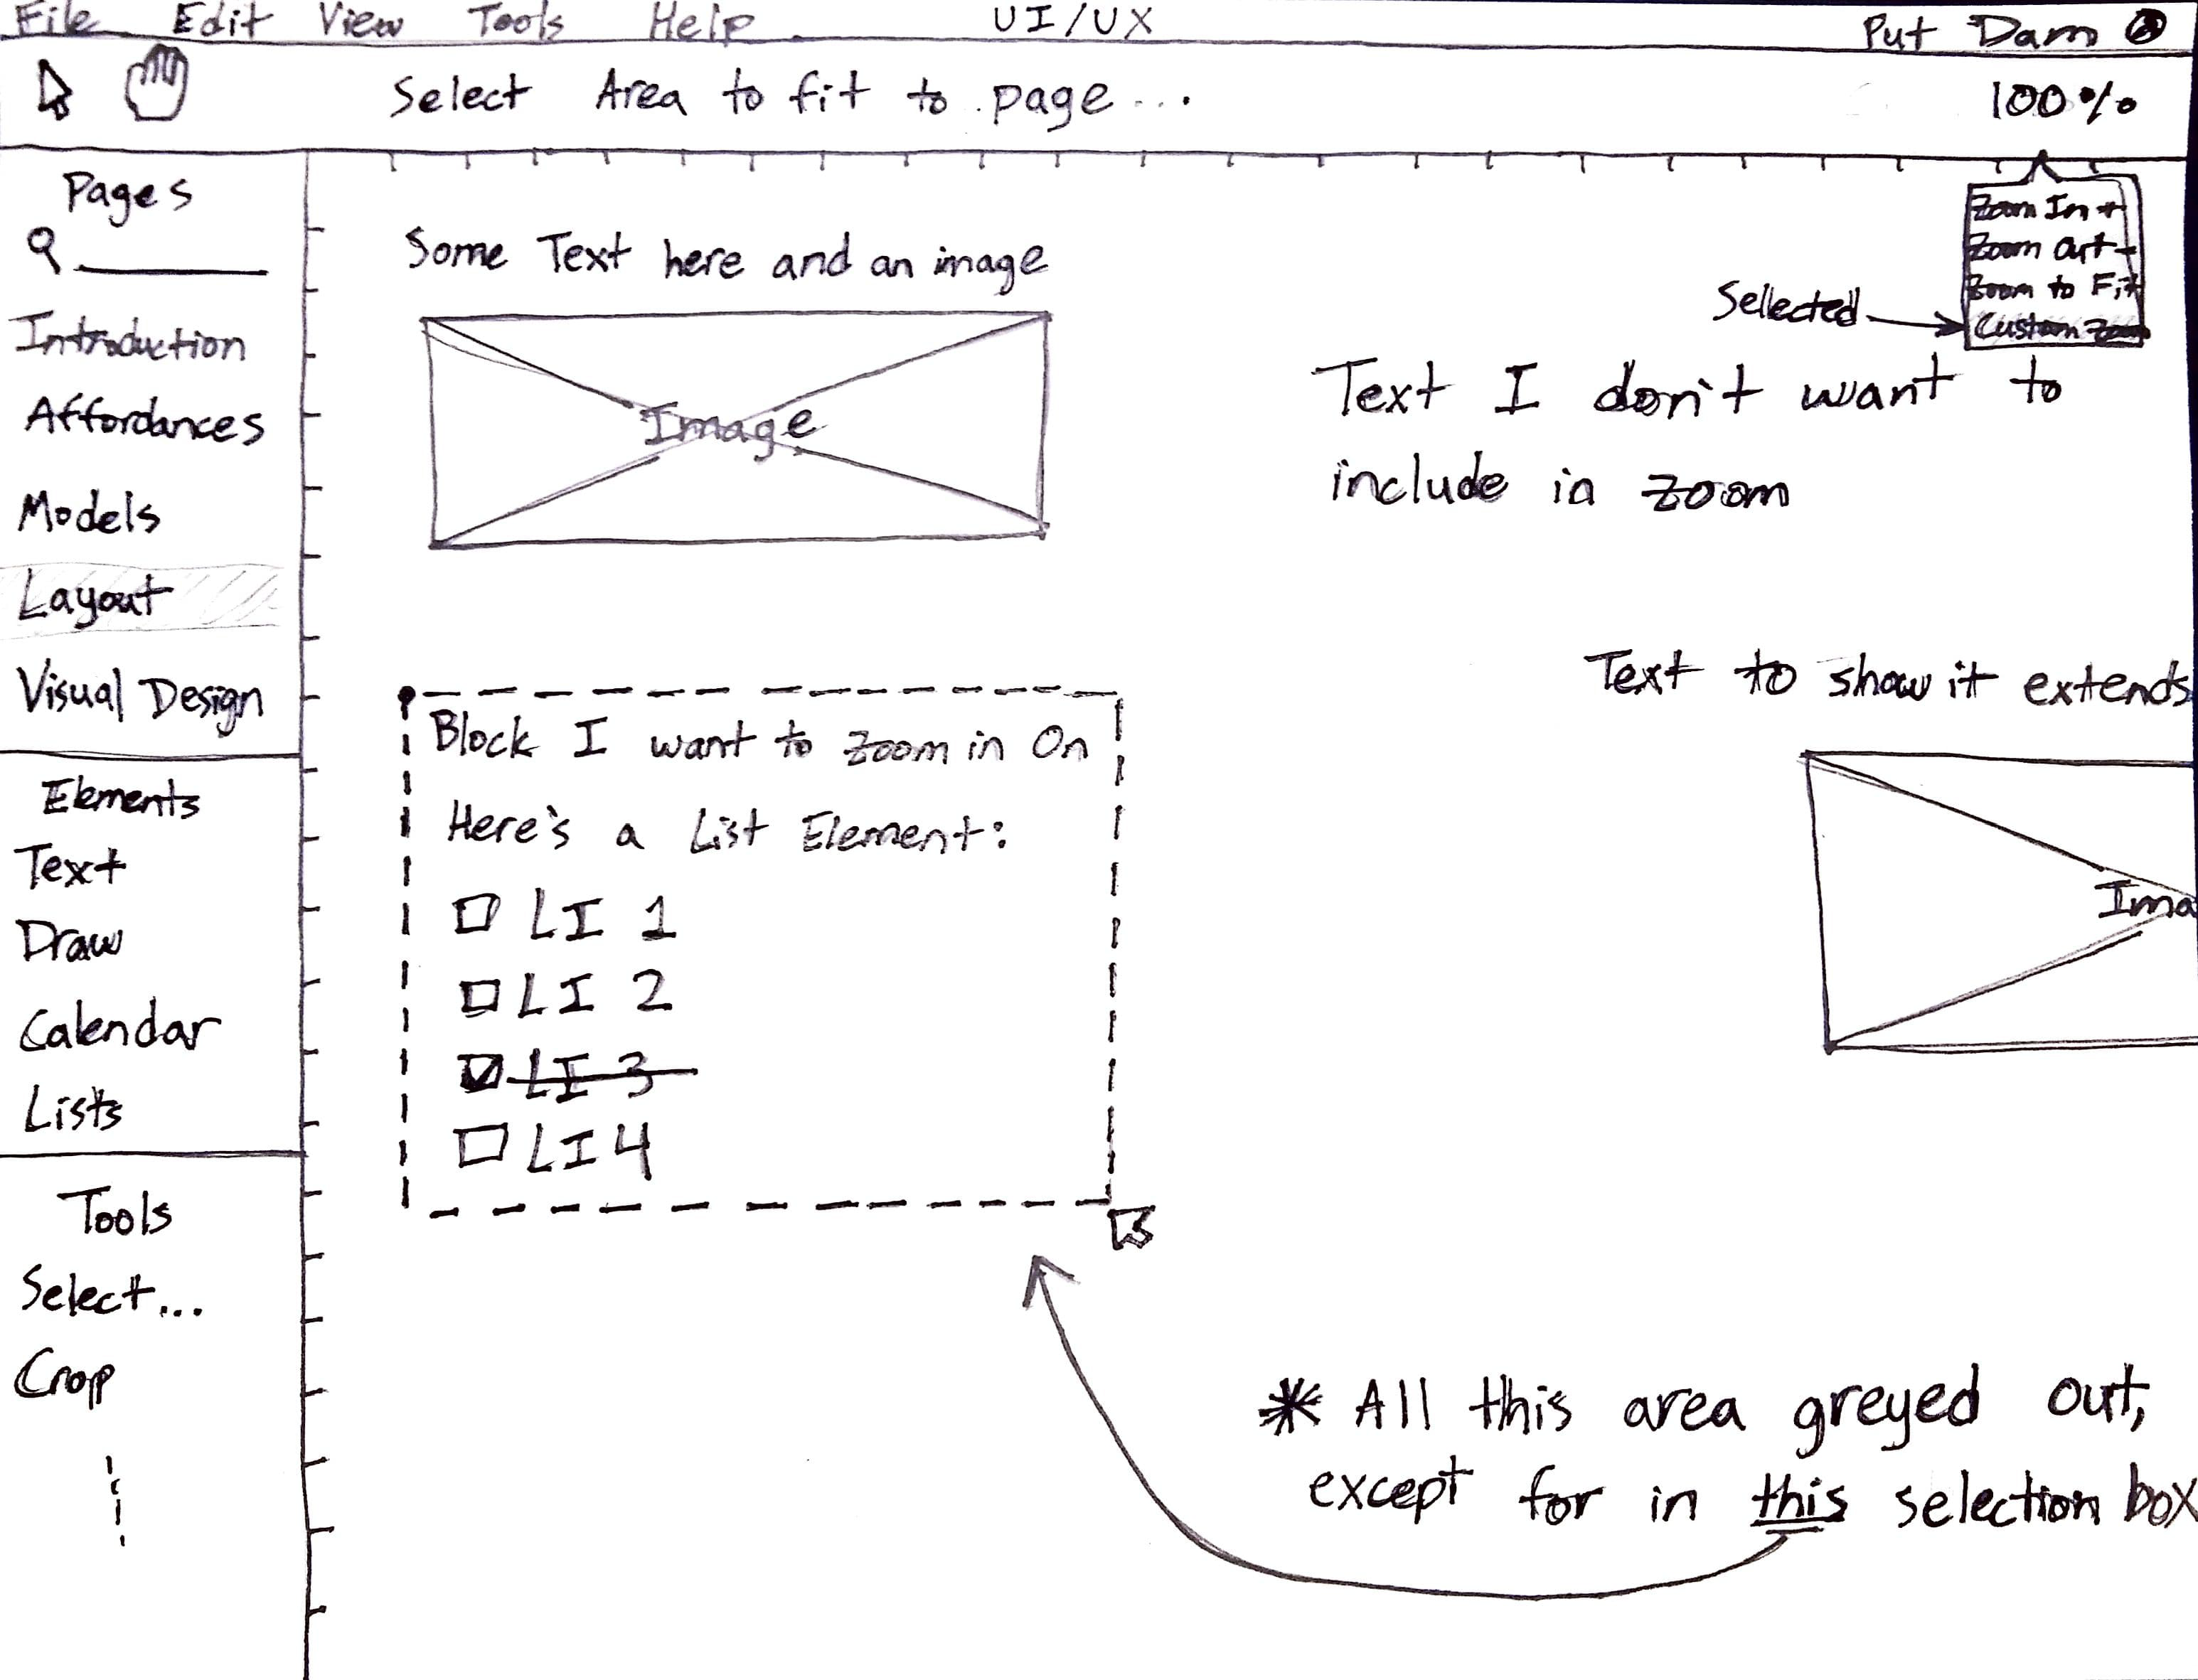 File Edit View Tools Help UI/UX Put Dam
Select Area to fit to page...
100%
Pages
Introduction
Affordances
Models
Layout
Visual Design
Elements
Text
Draw
Calendar
Lists
Tools
Select...
Crop
Some Text here and an image
Image
Zoom In +
Zoom out -
Zoom to Fit
Custom Zoom
Selected
Text I don't want to
include in zoom
Text to show it extends
Ima
Block I want to zoom in On
Here's a List Element:
LI 1
LI 2
LI 3
LI 4
* All this area greyed out,
except for in this selection box